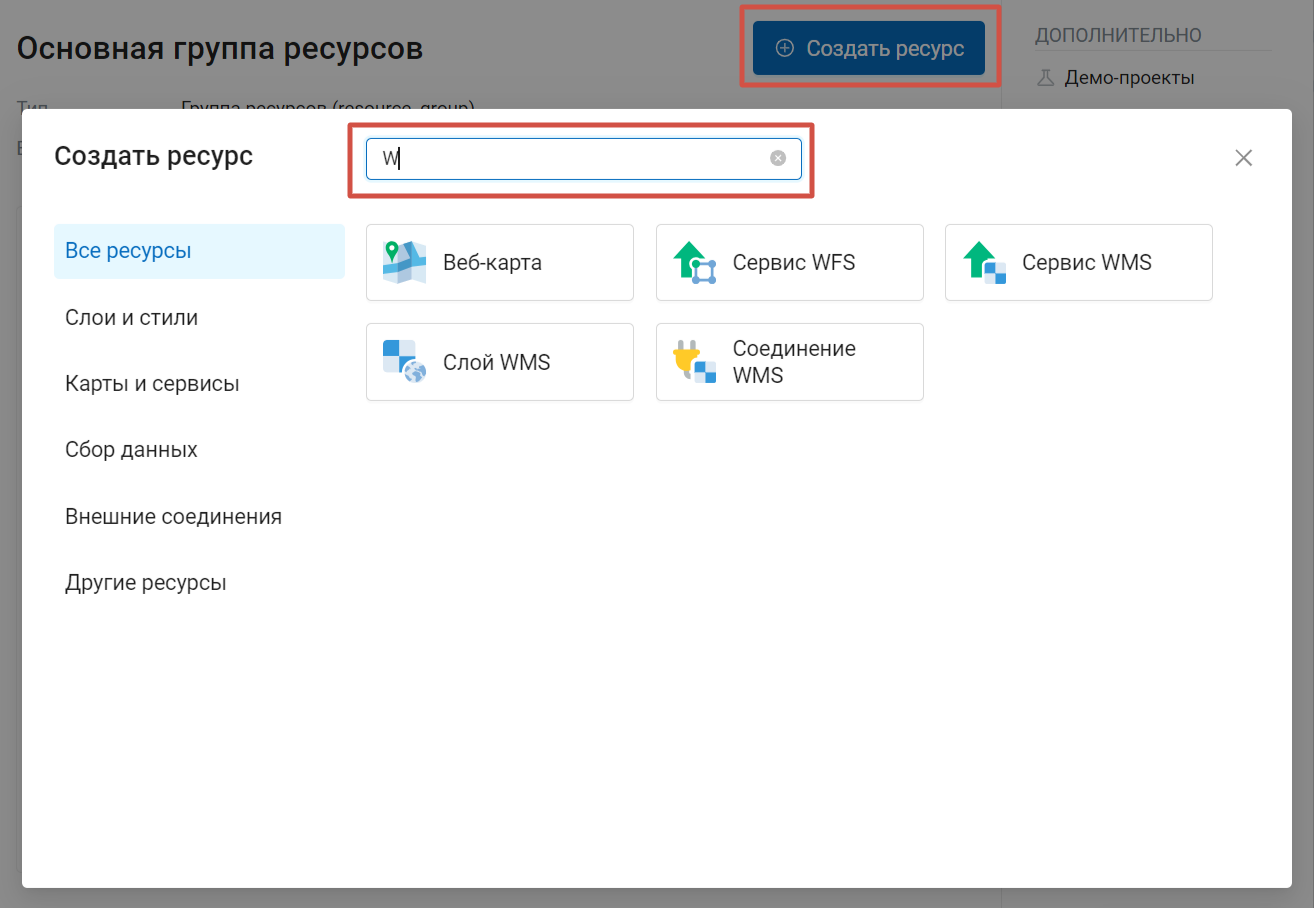 Основная группа ресурсов
Создать ресурс
ДОПОЛНИТЕЛЬНО
Демо-проекты
Тип
Группа ресурсов (resource_group)
Создать ресурс
W
Все ресурсы
Слои и стили
Карты и сервисы
Сбор данных
Внешние соединения
Другие ресурсы
Веб-карта
Сервис WFS
Сервис WMS
Слой WMS
Соединение
WMS